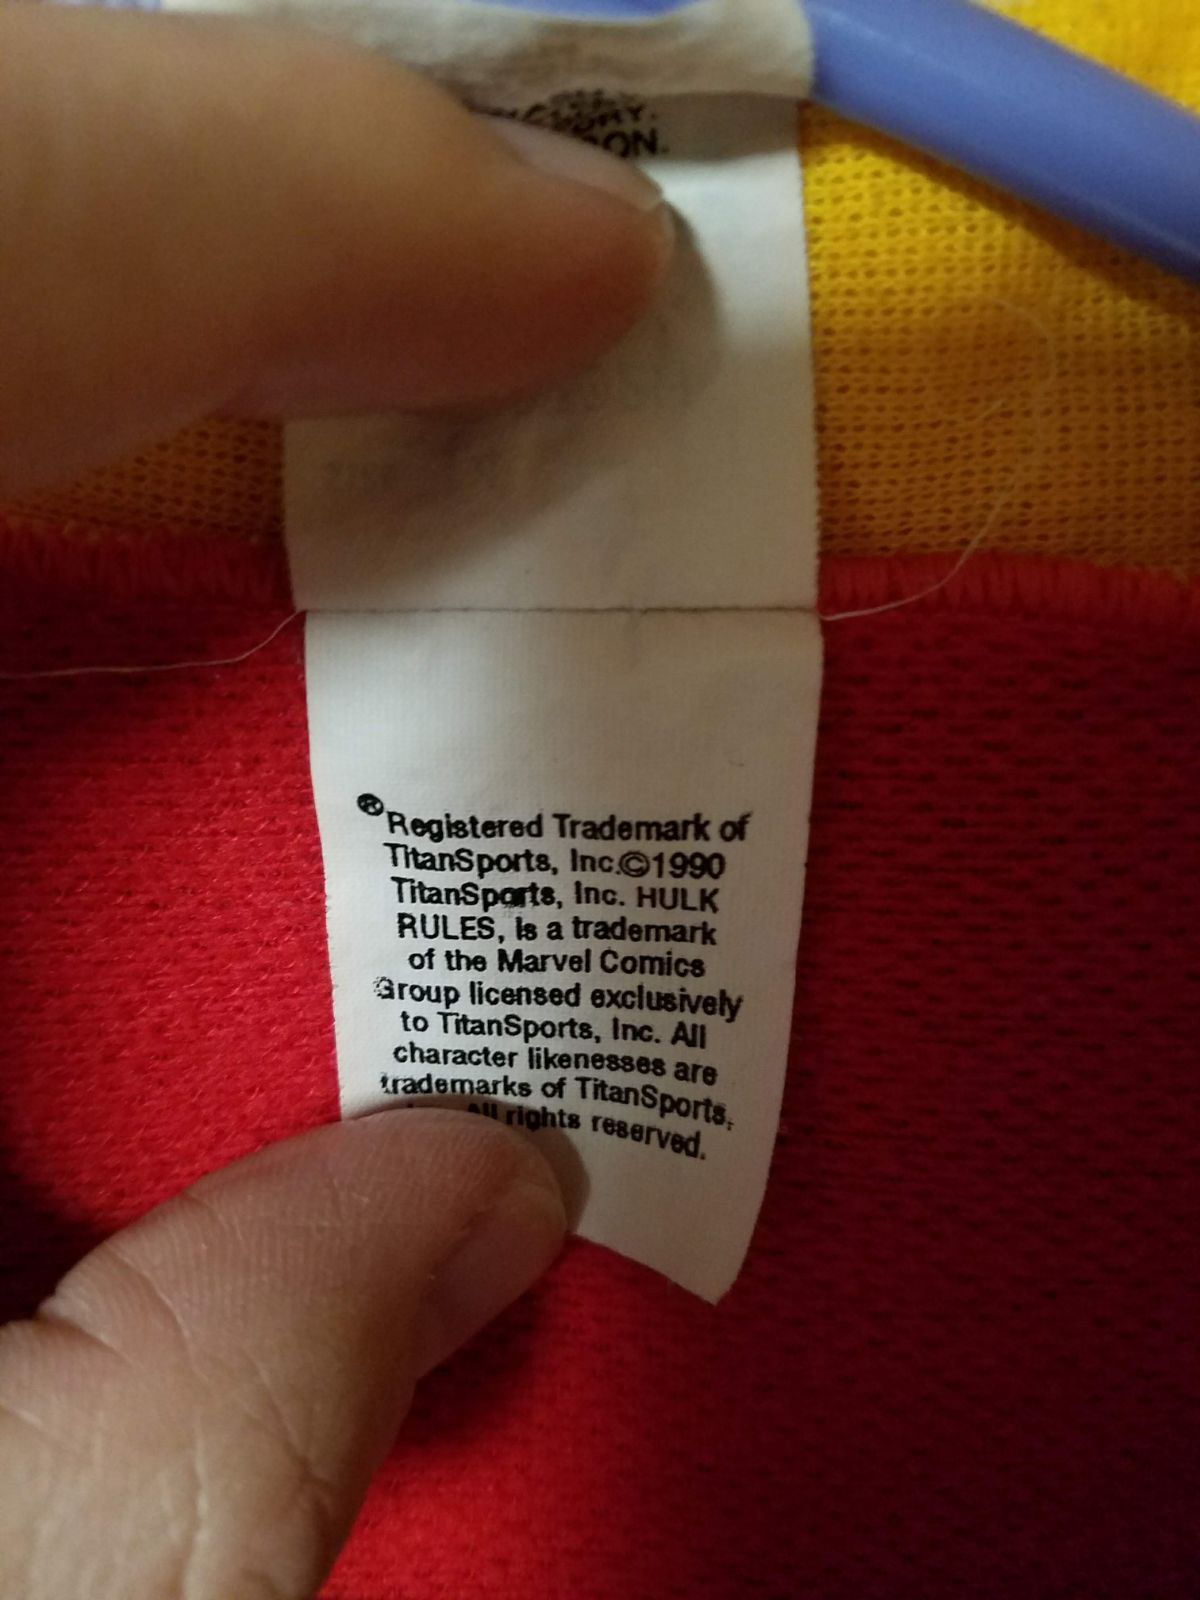 ON.
®Registered Trademark of
TitanSports, Inc.©1990
TitanSports, Inc. HULK
RULES, is a trademark
of the Marvel Comics
Group licensed exclusively
to TitanSports, Inc. All
character likenesses are
trademarks of TitanSports,
All rights reserved.